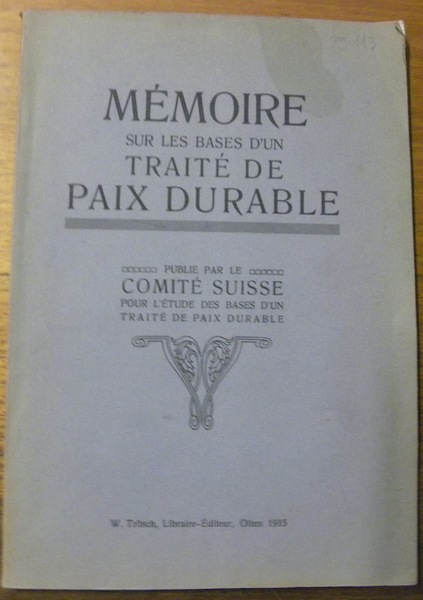 MÉMOIRE
SUR LES BASES D'UN
TRAITÉ DE
PAIX DURABLE
PUBLIÉ PAR LE
COMITÉ SUISSE
POUR L'ÉTUDE DES BASES D'UN
TRAITÉ DE PAIX DURABLE
W. Trösch, Libraire-Éditeur, Olten 1915